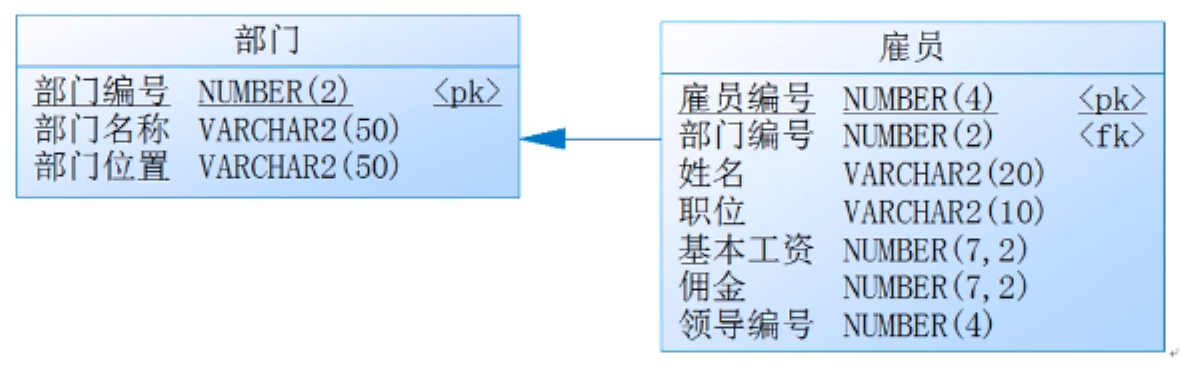 部门
部门编号 NUMBER(2) <pk>
部门名称 VARCHAR2(50)
部门位置 VARCHAR2(50)
雇员
雇员编号 NUMBER(4) <pk>
部门编号 NUMBER(2) <fk>
姓名 VARCHAR2(20)
职位 VARCHAR2(10)
基本工资 NUMBER(7,2)
佣金 NUMBER(7,2)
领导编号 NUMBER(4)